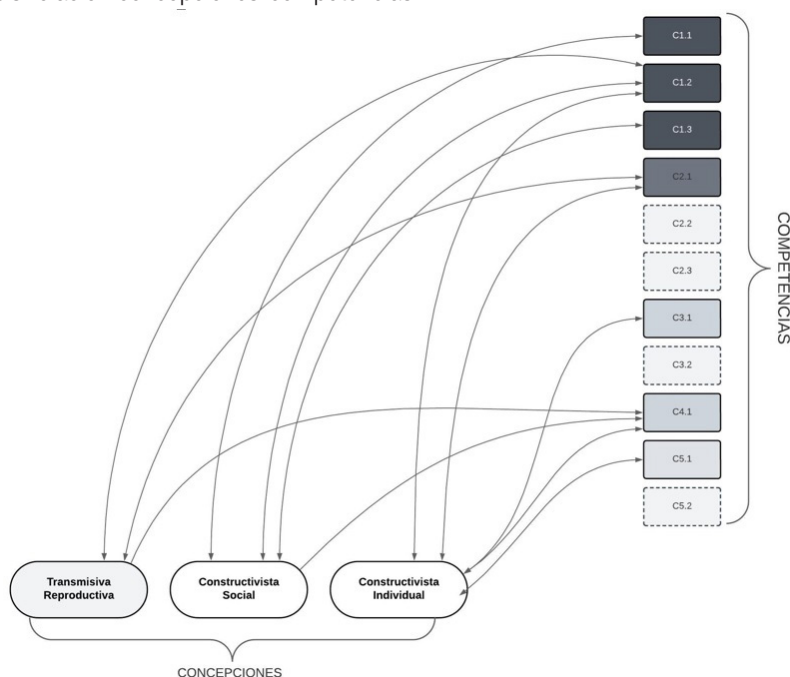 C1.1
C1.2
C1.3
C2.1
C2.2
C2.3
C3.1
C3.2
C4.1
C5.1
C5.2
COMPETENCIAS
Transmisiva
Reproductiva
Constructivista
Social
Constructivista
Individual
CONCEPCIONES